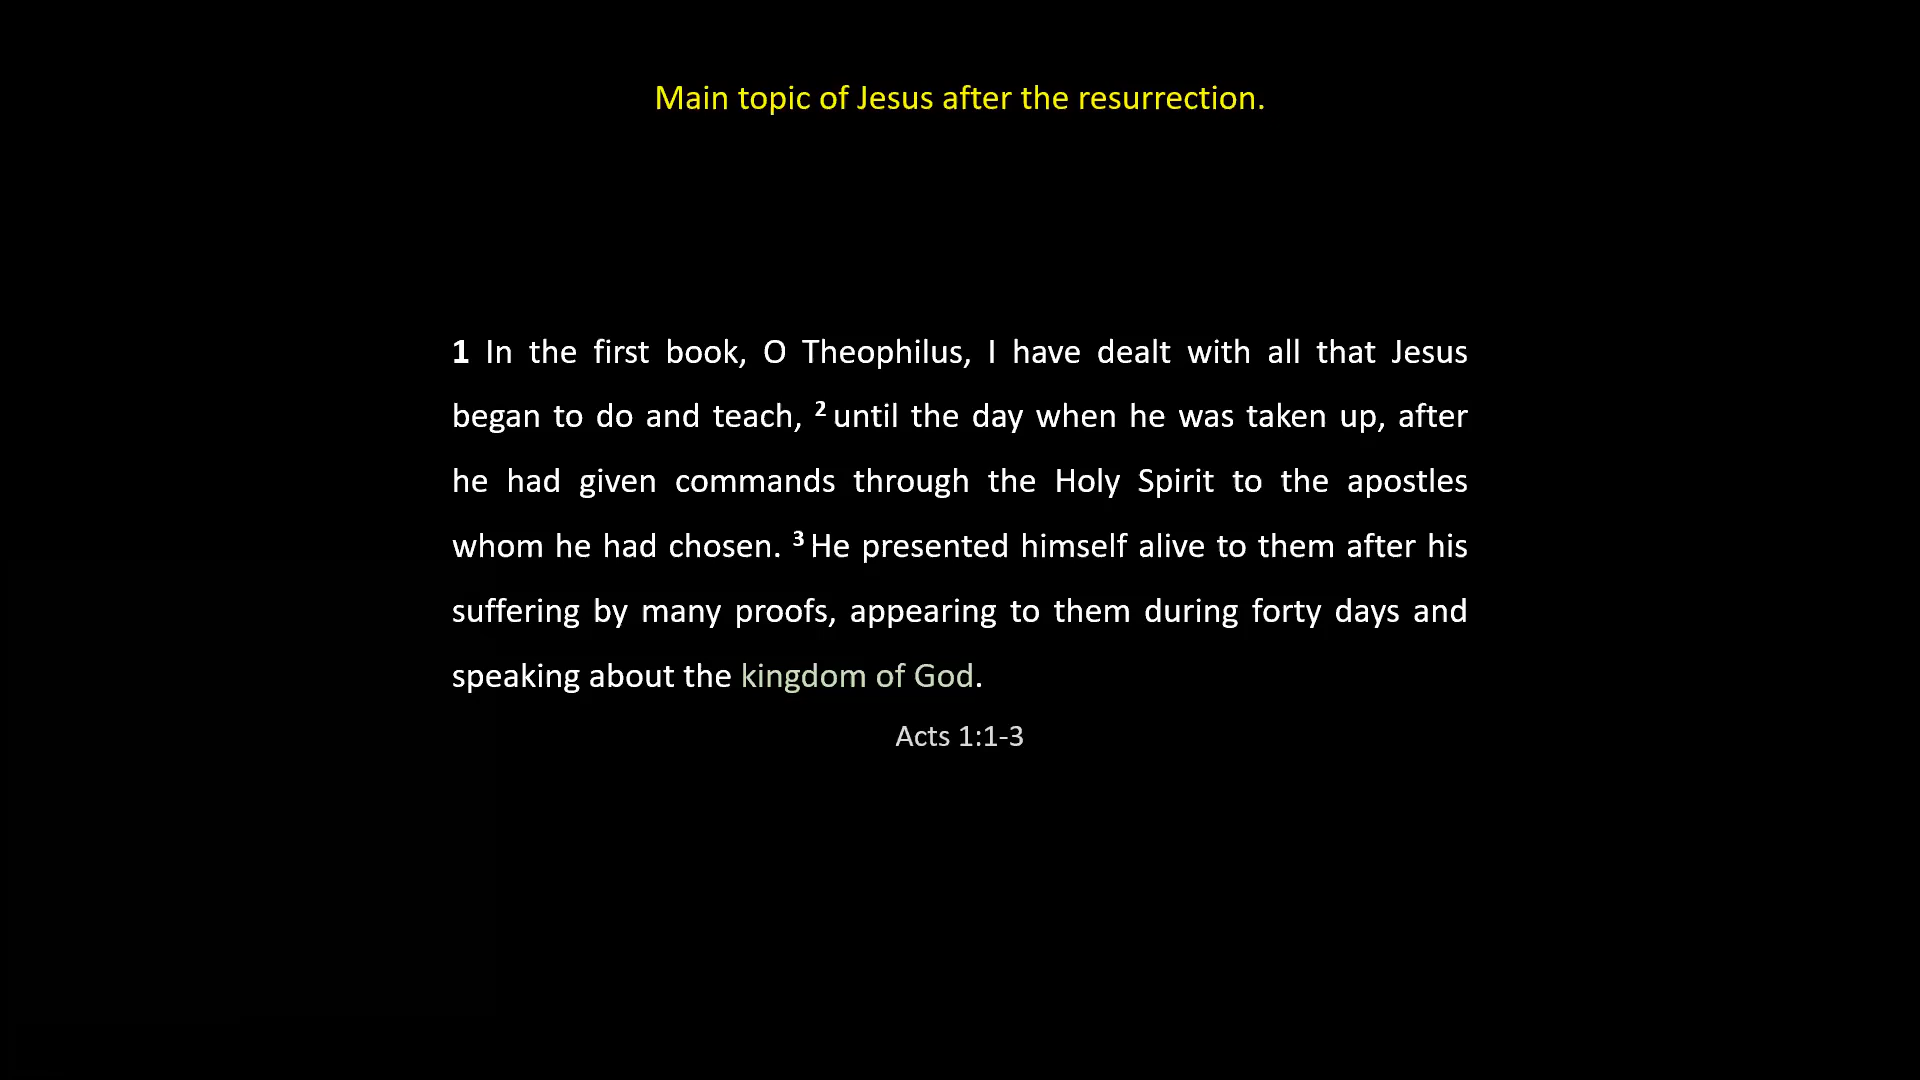 Main topic of Jesus after the resurrection.
1 In the first book, O Theophilus, I have dealt with all that Jesus
began to do and teach, 2 until the day when he was taken up, after
he had given commands through the Holy Spirit to the apostles
whom he had chosen. 3 He presented himself alive to them after his
suffering by many proofs, appearing to them during forty days and
speaking about the kingdom of God.
Acts 1:1-3